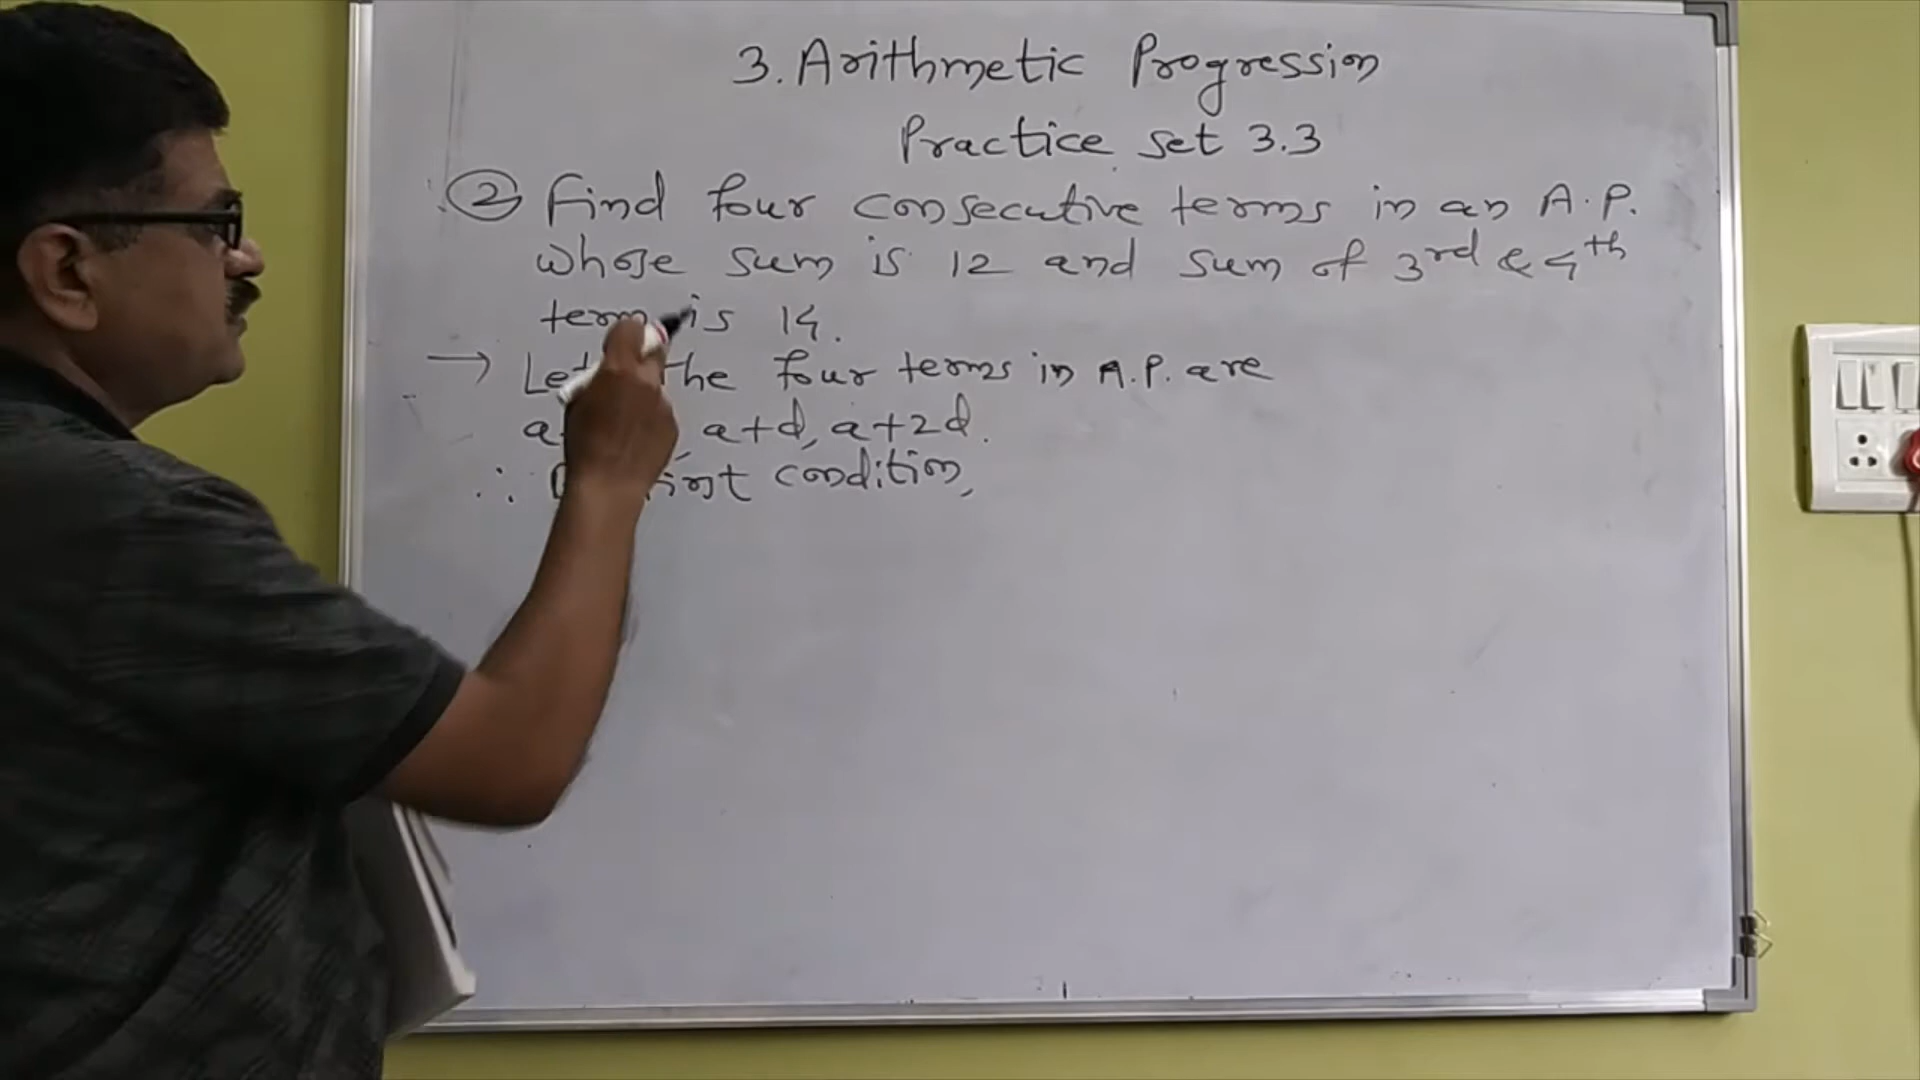 3. Arithmetic Progression
Practice set 3.3
② Find four consecutive terms in an A.P.
whose sum is 12 and sum of 3rd & 4th
term is 14.
→ Let the four terms in A.P. are
a a+d, a+2d.
∴ condition,